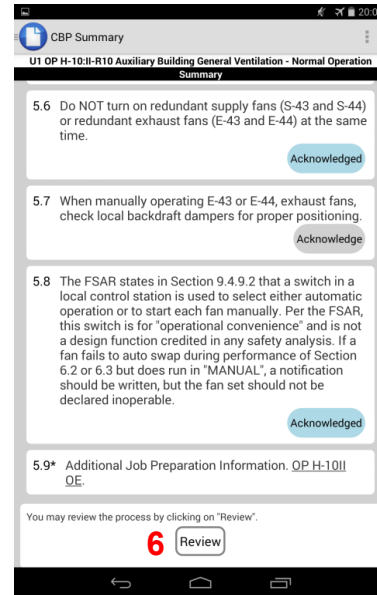 20:0
CBP Summary
U1 OP H-10:II-R10 Auxiliary Building General Ventilation - Normal Operation
Summary
5.6 Do NOT turn on redundant supply fans (S-43 and S-44)
or redundant exhaust fans (E-43 and E-44) at the same
time.
Acknowledged
5.7 When manually operating E-43 or E-44, exhaust fans,
check local backdraft dampers for proper positioning.
Acknowledge
5.8 The FSAR states in Section 9.4.9.2 that a switch in a
local control station is used to select either automatic
operation or to start each fan manually. Per the FSAR,
this switch is for "operational convenience" and is not
a design function credited in any safety analysis. If a
fan fails to auto swap during performance of Section
6.2 or 6.3 but does run in "MANUAL", a notification
should be written, but the fan set should not be
declared inoperable.
Acknowledged
5.9* Additional Job Preparation Information. OP H-10II
OE.
You may review the process by clicking on "Review".
6 Review